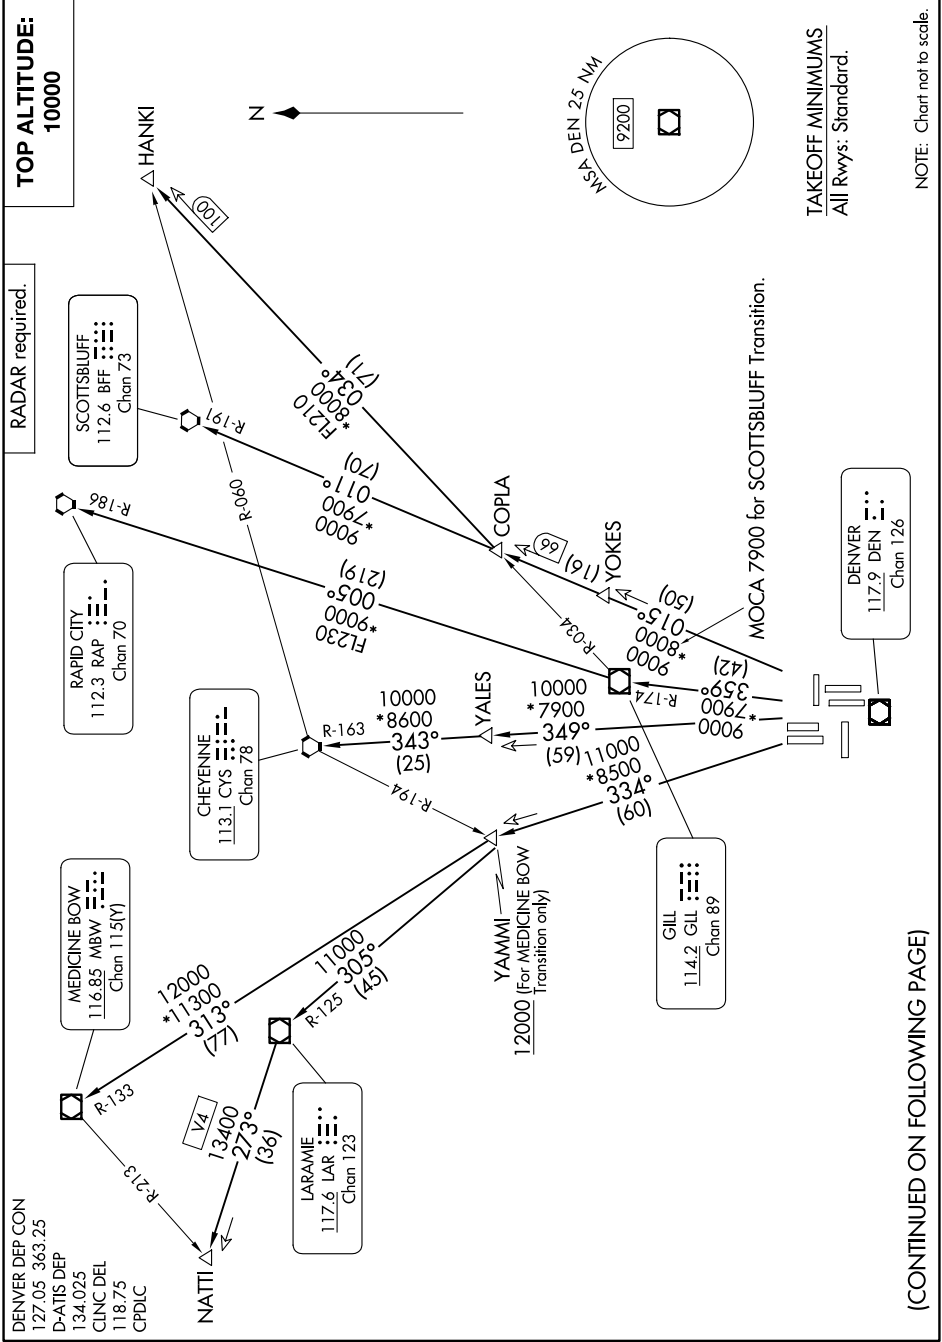 TOP ALTITUDE:
10000
RADAR required.
DENVER DEP CON
127.05 363.25
D-ATIS DEP
134.025
CLNC DEL
118.75
CPDLC
N
MSA DEN 25 NM
9200
TAKEOFF MINIMUMS
All Rwys: Standard.
NOTE: Chart not to scale.
HANKI
100
SCOTTSBLUFF
112.6 BFF
Chan 73
R-191
RAPID CITY
112.3 RAP
Chan 70
R-186
R-060
CHEYENNE
113.1 CYS
Chan 78
R-163
R-194
MEDICINE BOW
116.85 MBW
Chan 115(Y)
R-133
R-213
NATTI
V4
13400
273°
(36)
LARAMIE
117.6 LAR
Chan 123
R-125
12000
*11300
313°
(77)
11000
305°
(45)
YAMMI
12000 (For MEDICINE BOW
Transition only)
FL210
*8000
034°
(71)
9000
*7900
011°
(70)
FL230
*9000
005°
(219)
COPLA
66
(16)
YOKES
R-034
10000
*8600
343°
(25)
YALES
10000
*7900
349°
(59)
11000
*8500
334°
(60)
9000
*8000
015°
(50)
MOCA 7900 for SCOTTSBLUFF Transition.
R-174
9000
*7900
359°
(42)
GILL
114.2 GLL
Chan 89
DENVER
117.9 DEN
Chan 126
(CONTINUED ON FOLLOWING PAGE)